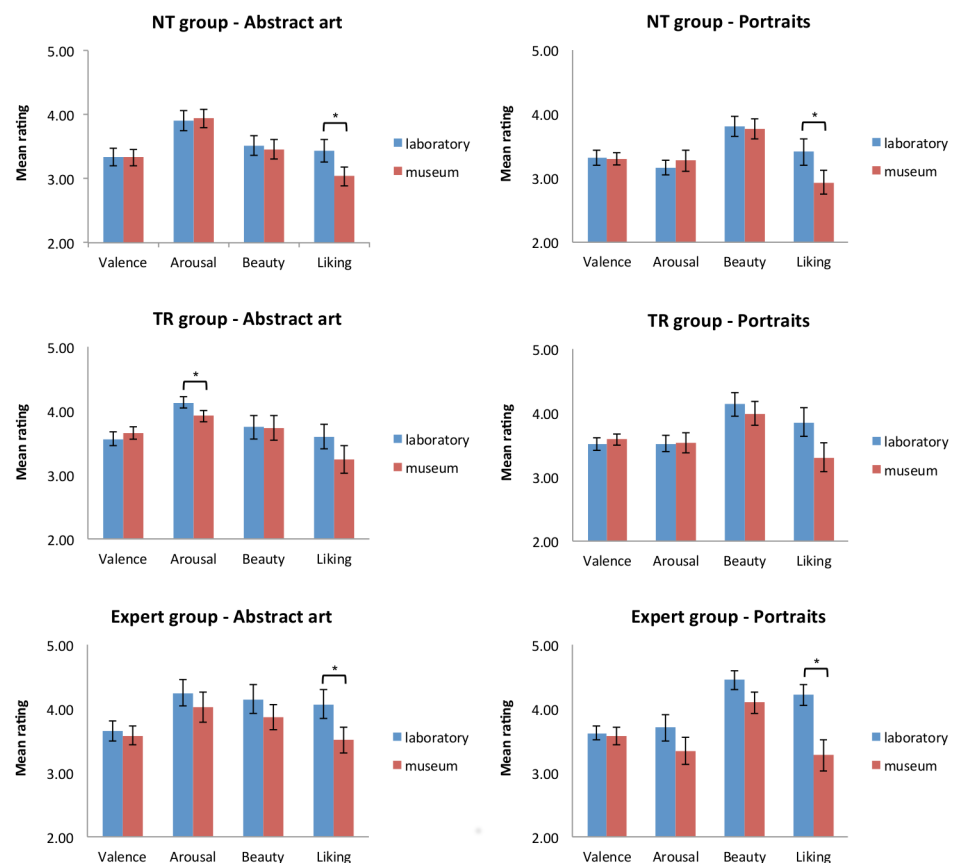 NT group - Abstract art
5.00
4.00
3.00
2.00
Mean rating
*
laboratory
museum
Valence Arousal Beauty Liking
NT group - Portraits
5.00
4.00
3.00
2.00
Mean rating
*
laboratory
museum
Valence Arousal Beauty Liking
TR group - Abstract art
5.00
4.00
3.00
2.00
Mean rating
*
laboratory
museum
Valence Arousal Beauty Liking
TR group - Portraits
5.00
4.00
3.00
2.00
Mean rating
laboratory
museum
Valence Arousal Beauty Liking
Expert group - Abstract art
5.00
4.00
3.00
2.00
Mean rating
*
laboratory
museum
Valence Arousal Beauty Liking
Expert group - Portraits
5.00
4.00
3.00
2.00
Mean rating
*
laboratory
museum
Valence Arousal Beauty Liking